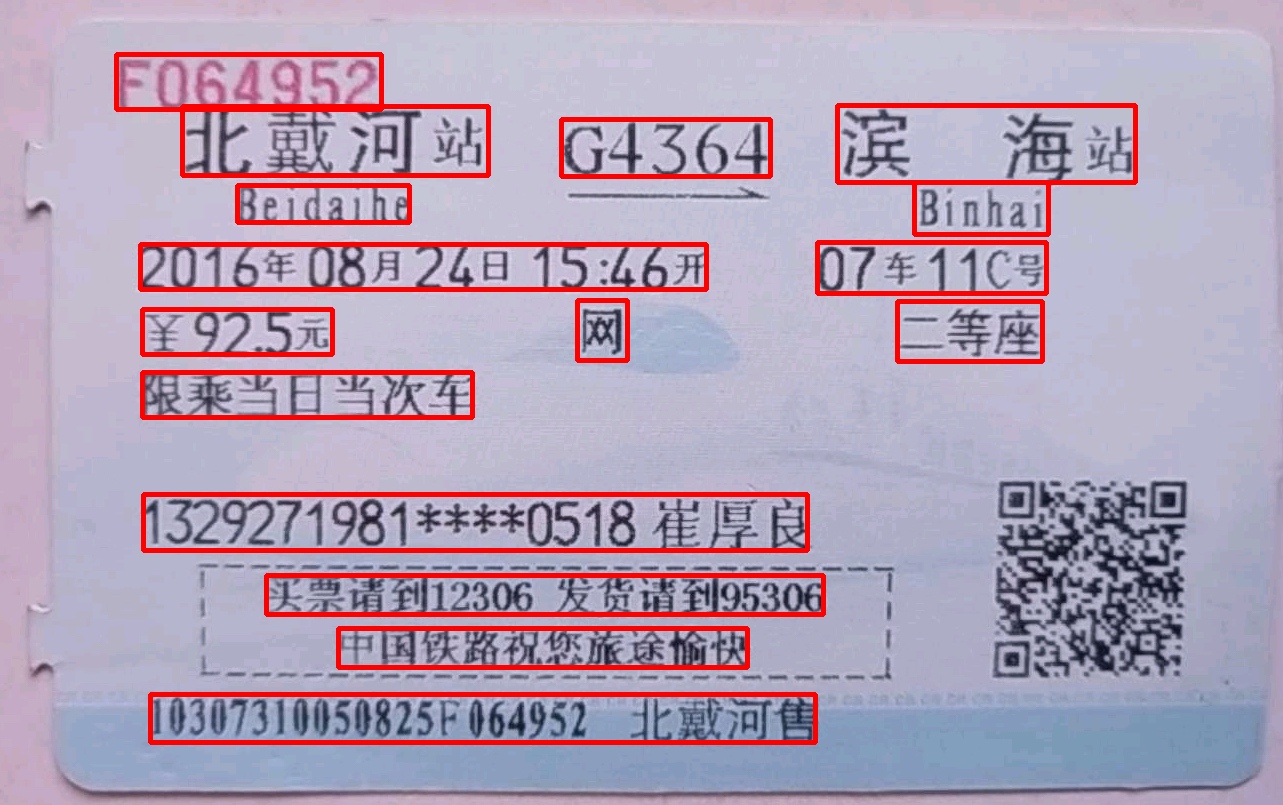 F064952
北戴河站 G4364 滨海站
Beidaihe Binhai
2016年08月24日 15:46开 07车11C号
￥92.5元 网 二等座
限乘当日当次车
1329271981****0518 崔厚良
买票请到12306 发货请到95306
中国铁路祝您旅途愉快
10307310050825F064952 北戴河售